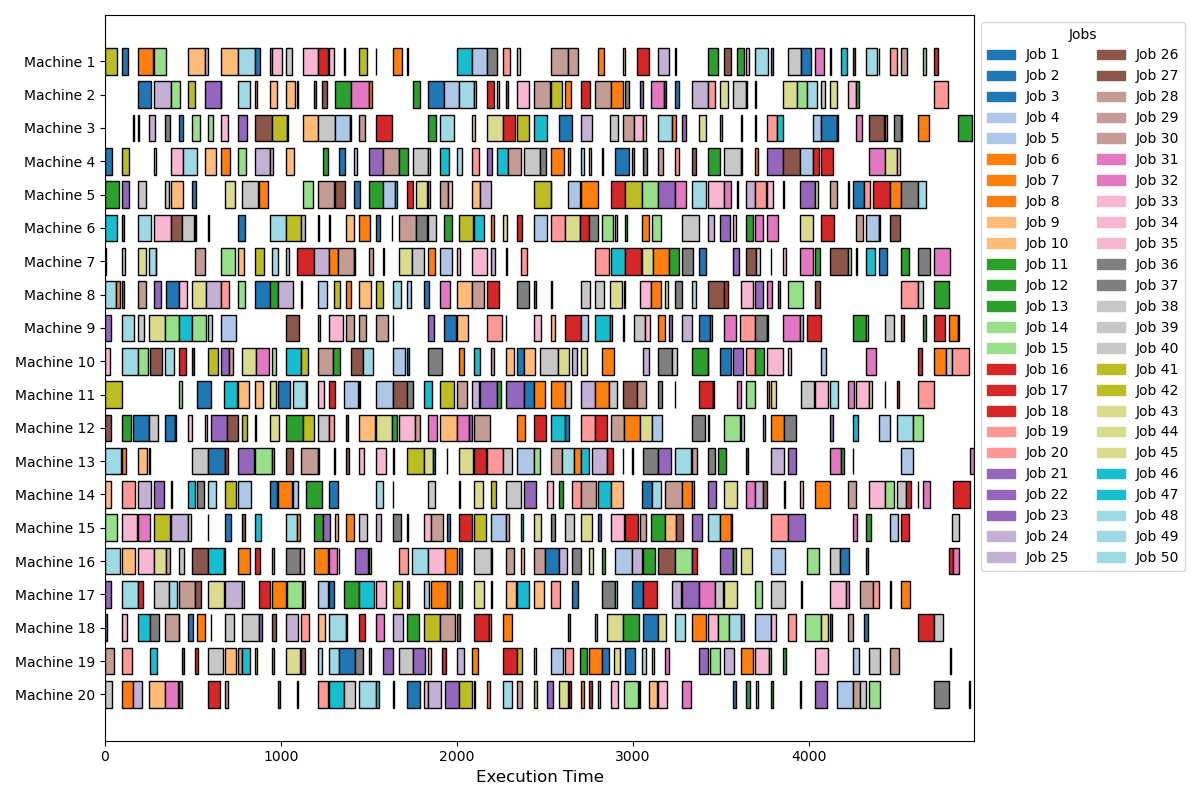 Machine 1
Machine 2
Machine 3
Machine 4
Machine 5
Machine 6
Machine 7
Machine 8
Machine 9
Machine 10
Machine 11
Machine 12
Machine 13
Machine 14
Machine 15
Machine 16
Machine 17
Machine 18
Machine 19
Machine 20
0 1000 2000 3000 4000
Execution Time
Jobs
Job 1
Job 2
Job 3
Job 4
Job 5
Job 6
Job 7
Job 8
Job 9
Job 10
Job 11
Job 12
Job 13
Job 14
Job 15
Job 16
Job 17
Job 18
Job 19
Job 20
Job 21
Job 22
Job 23
Job 24
Job 25
Job 26
Job 27
Job 28
Job 29
Job 30
Job 31
Job 32
Job 33
Job 34
Job 35
Job 36
Job 37
Job 38
Job 39
Job 40
Job 41
Job 42
Job 43
Job 44
Job 45
Job 46
Job 47
Job 48
Job 49
Job 50